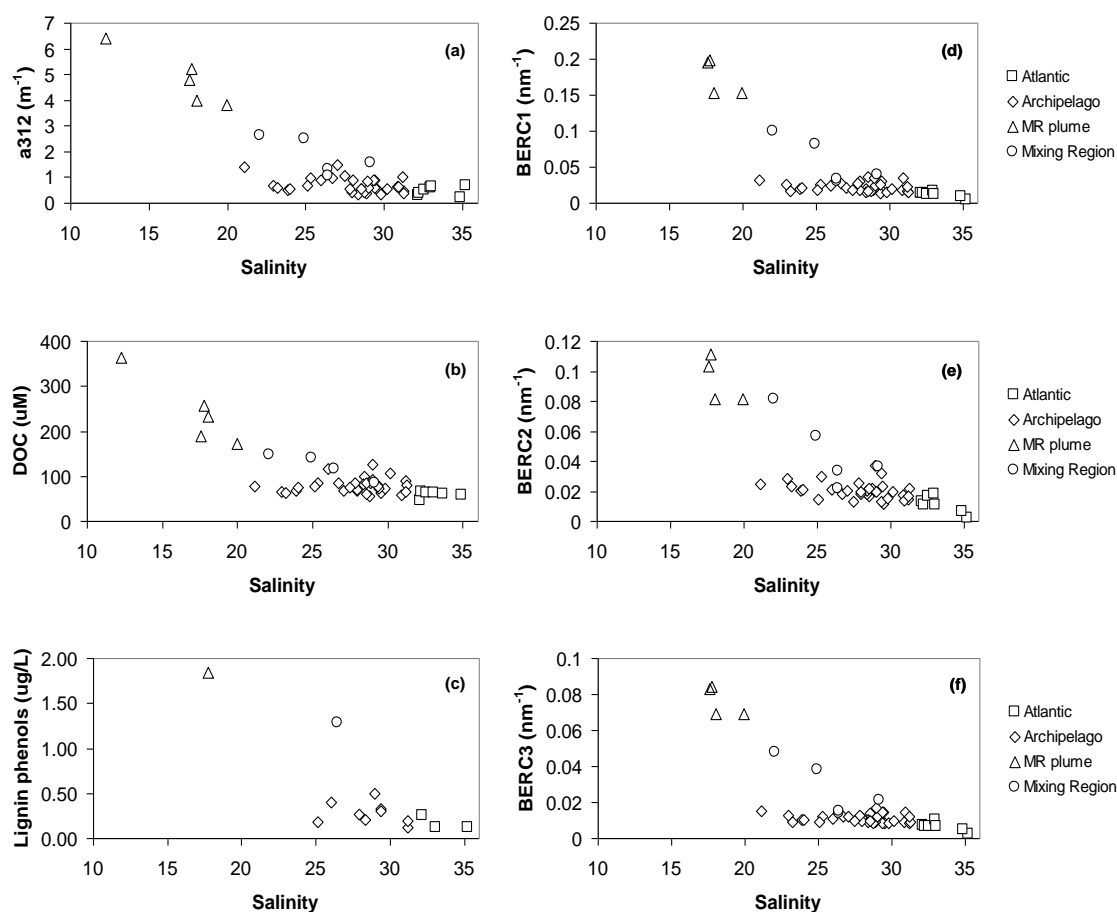 a312 (m⁻¹)
7
6
5
4
3
2
1
0
(a)
10 15 20 25 30 35
Salinity
BERC1 (nm⁻¹)
0.25
0.2
0.15
0.1
0.05
0
(d)
10 15 20 25 30 35
Salinity
Atlantic
Archipelago
MR plume
Mixing Region
DOC (uM)
400
300
200
100
0
(b)
10 15 20 25 30 35
Salinity
BERC2 (nm⁻¹)
0.12
0.1
0.08
0.06
0.04
0.02
0
(e)
10 15 20 25 30 35
Salinity
Atlantic
Archipelago
MR plume
Mixing Region
Lignin phenols (ug/L)
2.00
1.50
1.00
0.50
0.00
(c)
10 15 20 25 30 35
Salinity
BERC3 (nm⁻¹)
0.1
0.08
0.06
0.04
0.02
0
(f)
10 15 20 25 30 35
Salinity
Atlantic
Archipelago
MR plume
Mixing Region